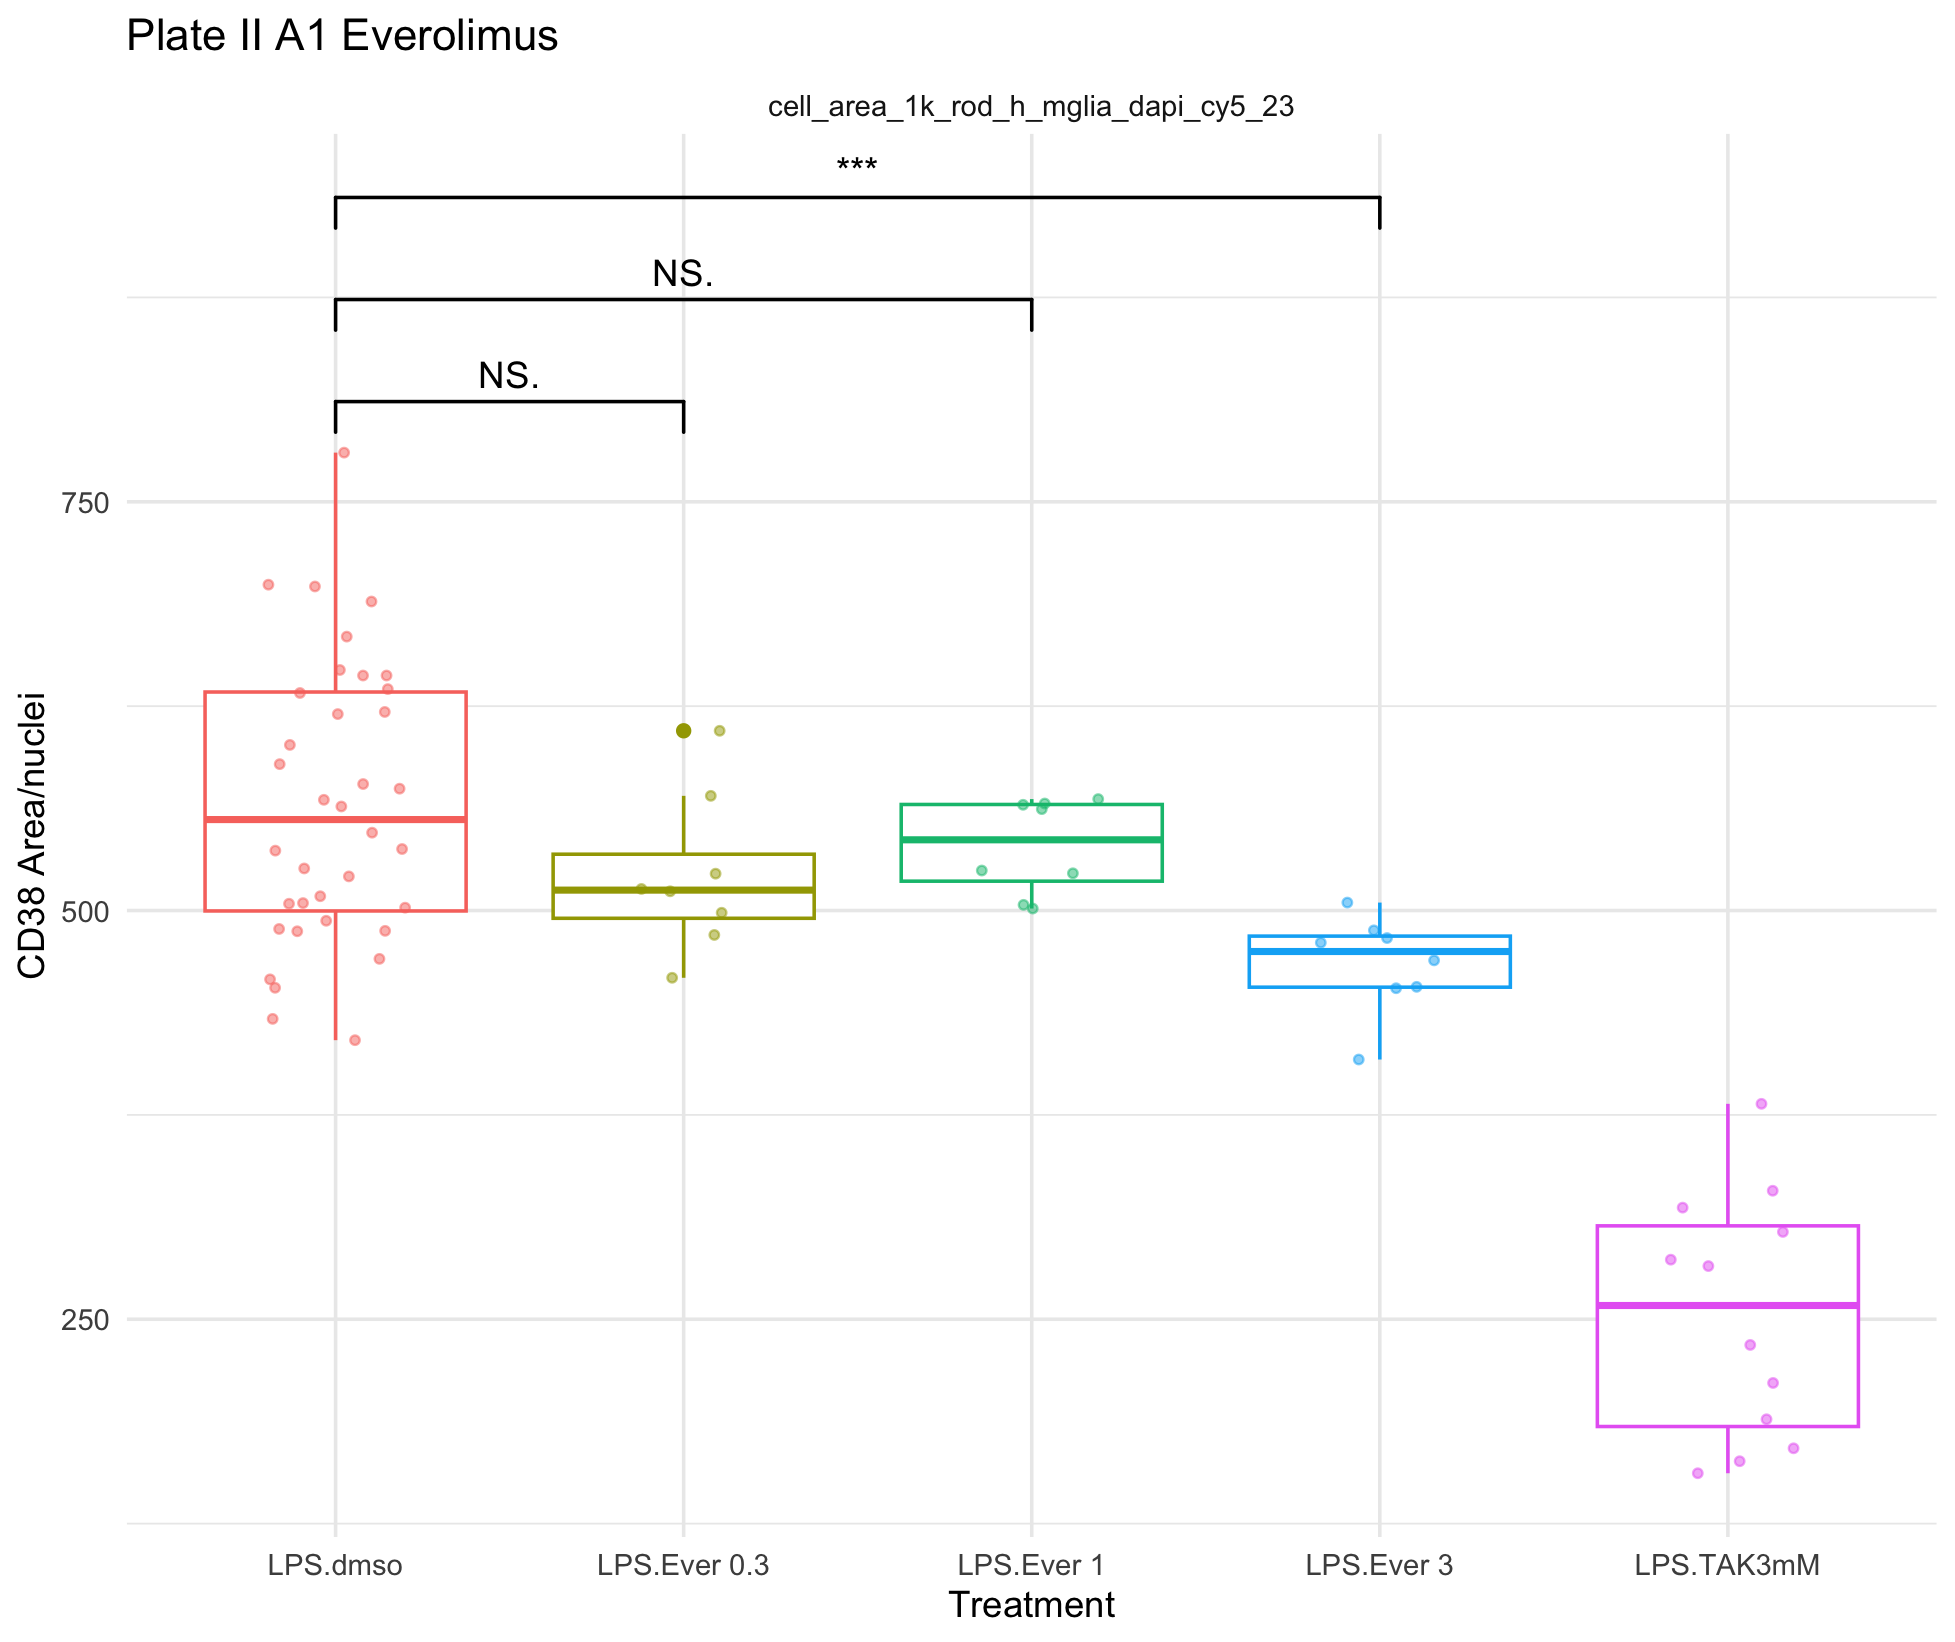 Plate II A1 Everolimus
cell_area_1k_rod_h_mglia_dapi_cy5_23
***
NS.
NS.
750
500
250
CD38 Area/nuclei
LPS.dmso
LPS.Ever 0.3
LPS.Ever 1
LPS.Ever 3
LPS.TAK3mM
Treatment